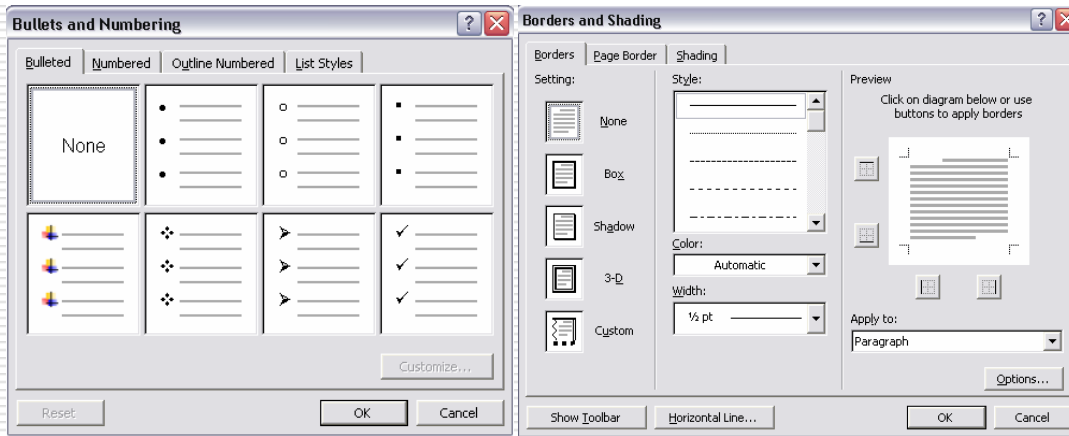 Bullets and Numbering
?
Bulleted Numbered Outline Numbered List Styles
None
Customize...
Reset OK Cancel
Borders and Shading
?
Borders Page Border Shading
Setting:
None
Box
Shadow
3-D
Custom
Style:
Color:
Automatic
Width:
½ pt
Preview
Click on diagram below or use
buttons to apply borders
Apply to:
Paragraph
Options...
Show Toolbar Horizontal Line... OK Cancel